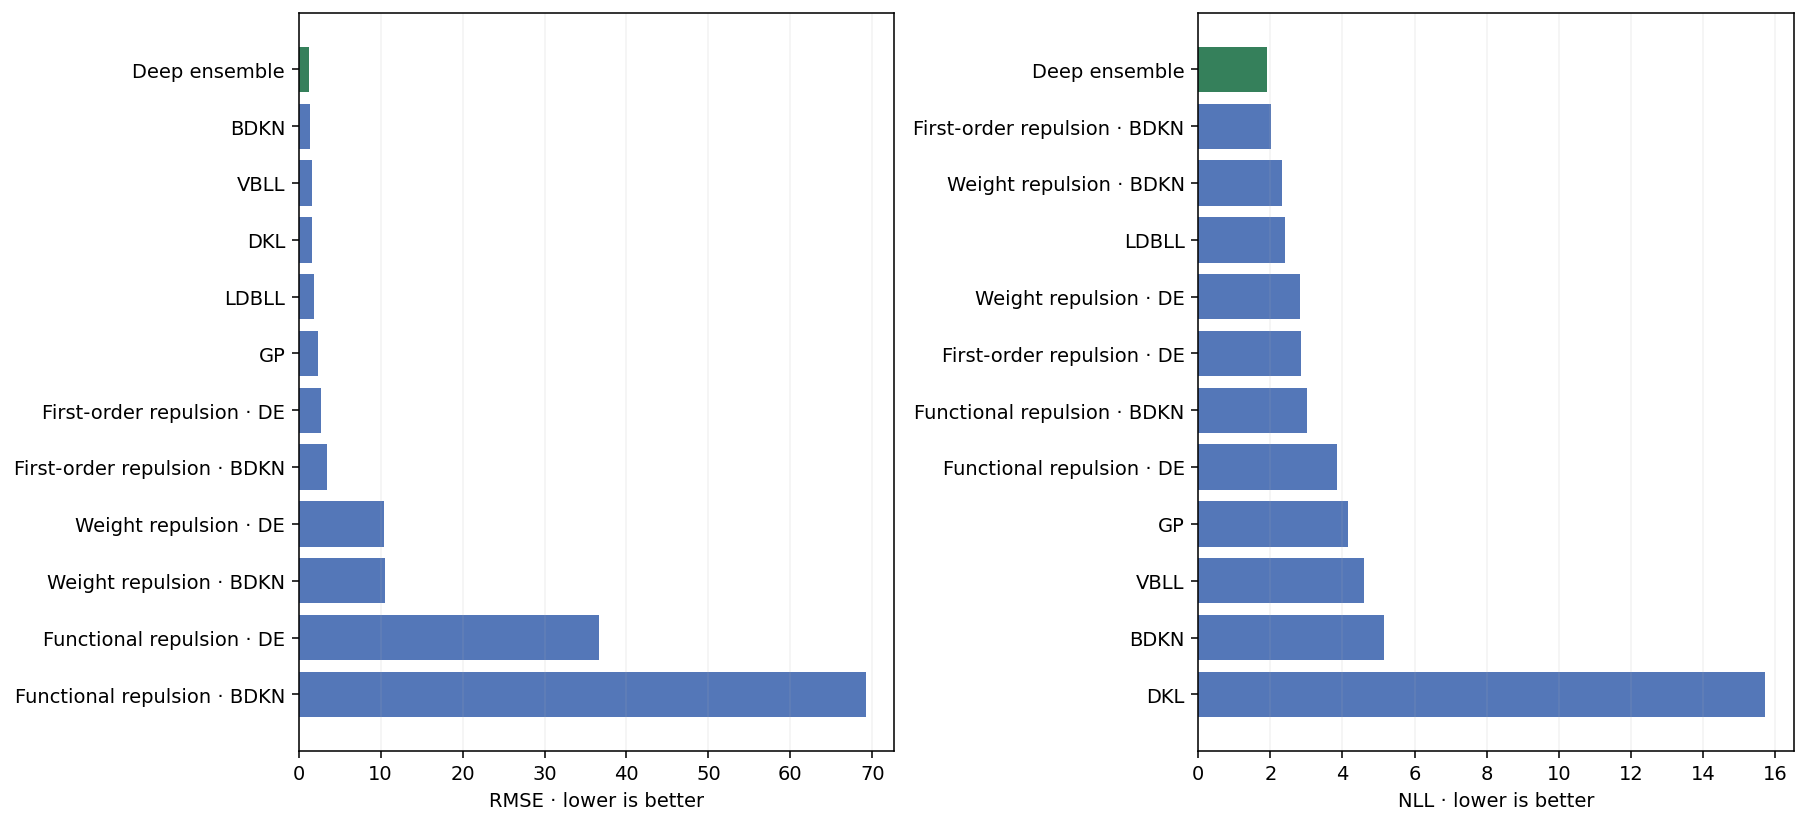 Deep ensemble
BDKN
VBLL
DKL
LDBLL
GP
First-order repulsion · DE
First-order repulsion · BDKN
Weight repulsion · DE
Weight repulsion · BDKN
Functional repulsion · DE
Functional repulsion · BDKN
0 10 20 30 40 50 60 70
RMSE · lower is better
Deep ensemble
First-order repulsion · BDKN
Weight repulsion · BDKN
LDBLL
Weight repulsion · DE
First-order repulsion · DE
Functional repulsion · BDKN
Functional repulsion · DE
GP
VBLL
BDKN
DKL
0 2 4 6 8 10 12 14 16
NLL · lower is better